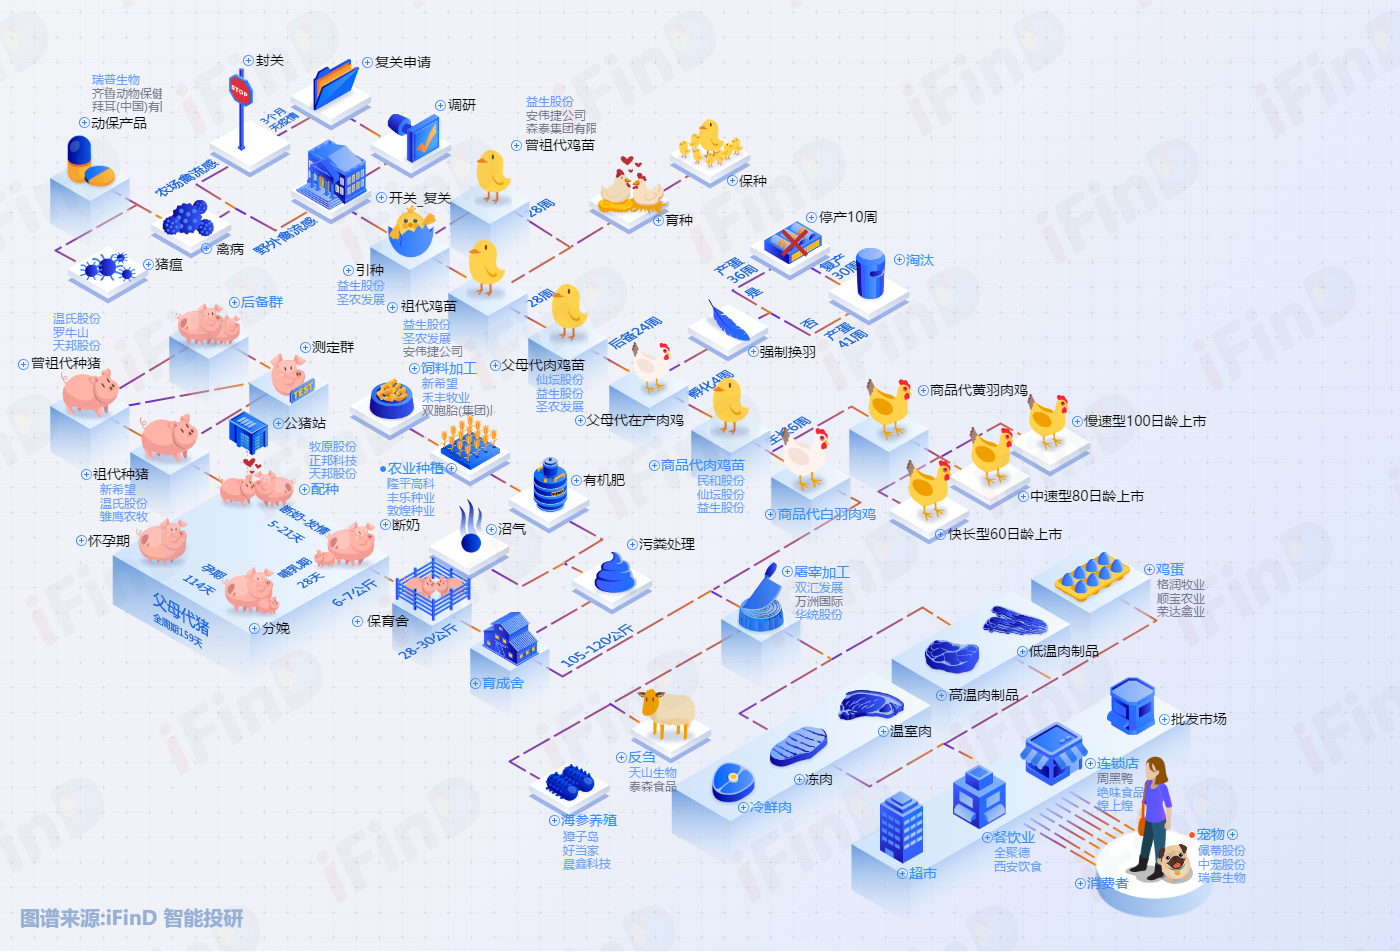 封关
复关申请
瑞普生物
齐鲁动物保健
拜耳(中国)有
动保产品
STOP
3个月
无疫情
调研
益生股份
安伟捷公司
森泰集团有限
曾祖代鸡苗
保种
农场禽流感
开关_复关
28周
育种
停产10周
禽病
野外禽流感
猪瘟
引种
益生股份
圣农发展
产蛋
36周
复产
30周
淘汰
是
否
产蛋
41周
后备群
28周
祖代鸡苗
益生股份
圣农发展
安伟捷公司
温氏股份
罗牛山
天邦股份
曾祖代种猪
测定群
TEST
后备24周
强制换羽
饲料加工
新希望
禾丰牧业
双胞胎(集团)
父母代肉鸡苗
仙坛股份
益生股份
圣农发展
孵化4周
商品代黄羽肉鸡
公猪站
父母代在产肉鸡
生长6周
慢速型100日龄上市
牧原股份
正邦科技
天邦股份
配种
农业种植
隆平高科
丰乐种业
敦煌种业
祖代种猪
新希望
温氏股份
雏鹰农牧
商品代肉鸡苗
民和股份
仙坛股份
益生股份
有机肥
中速型80日龄上市
商品代白羽肉鸡
断奶-发情
5-21天
断奶
沼气
快长型60日龄上市
怀孕期
污粪处理
孕期
114天
哺乳期
28天
6-7公斤
屠宰加工
双汇发展
万洲国际
华统股份
鸡蛋
格润牧业
顺宝农业
荣达禽业
父母代猪
全周期159天
分娩
保育舍
28-30公斤
105-120公斤
育成舍
低温肉制品
高温肉制品
温室肉
批发市场
反刍
天山生物
泰森食品
冻肉
连锁店
周黑鸭
绝味食品
煌上煌
冷鲜肉
海参养殖
獐子岛
好当家
晨鑫科技
餐饮业
全聚德
西安饮食
宠物
佩蒂股份
中宠股份
瑞普生物
超市
消费者
图谱来源:iFinD 智能投研
iFinD